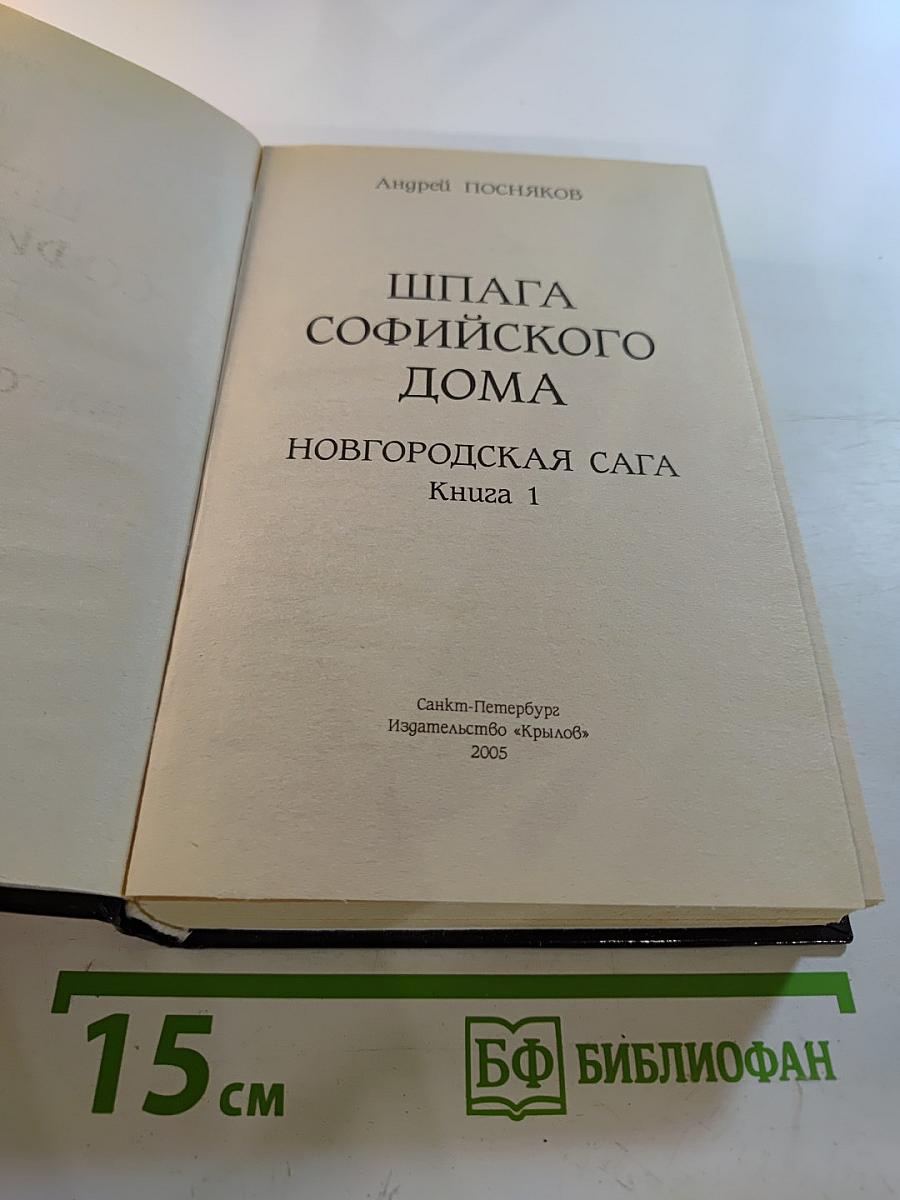 Андрей ПОСНЯКОВ
ШПАГА
СОФИЙСКОГО
ДОМА
НОВГОРОДСКАЯ САГА
Книга 1
Санкт-Петербург
Издательство «Крылов»
2005
15 см
БФ БИБЛИОФАН